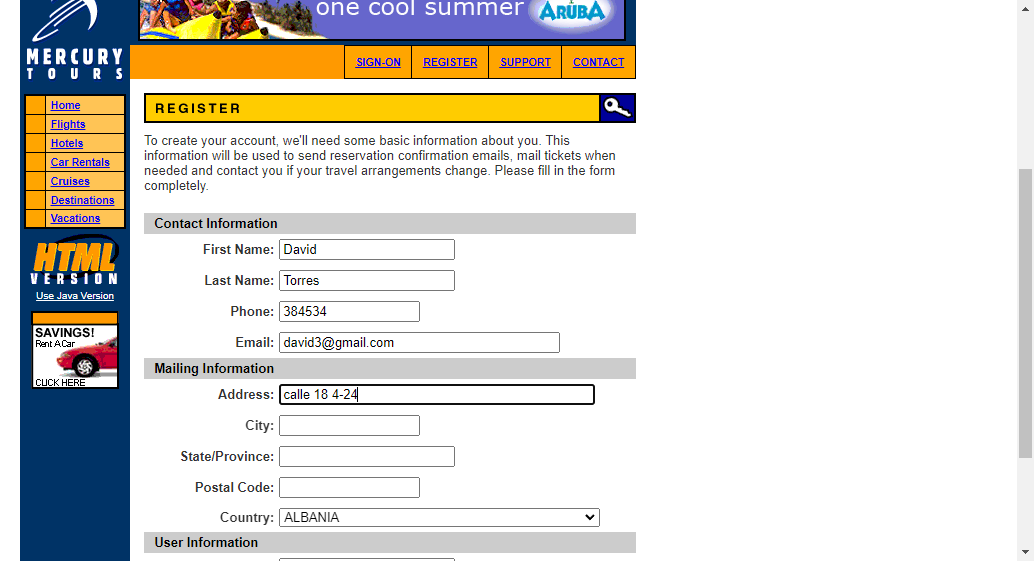 one cool summer ARUBA
MERCURY
TOURS
SIGN-ON REGISTER SUPPORT CONTACT
Home
Flights
Hotels
Car Rentals
Cruises
Destinations
Vacations
HTML
VERSION
Use Java Version
SAVINGS!
Rent A Car
CLICK HERE
REGISTER
To create your account, we'll need some basic information about you. This
information will be used to send reservation confirmation emails, mail tickets when
needed and contact you if your travel arrangements change. Please fill in the form
completely.
Contact Information
First Name: David
Last Name: Torres
Phone: 384534
Email: david3@gmail.com
Mailing Information
Address: calle 18 4-24
City:
State/Province:
Postal Code:
Country: ALBANIA
User Information